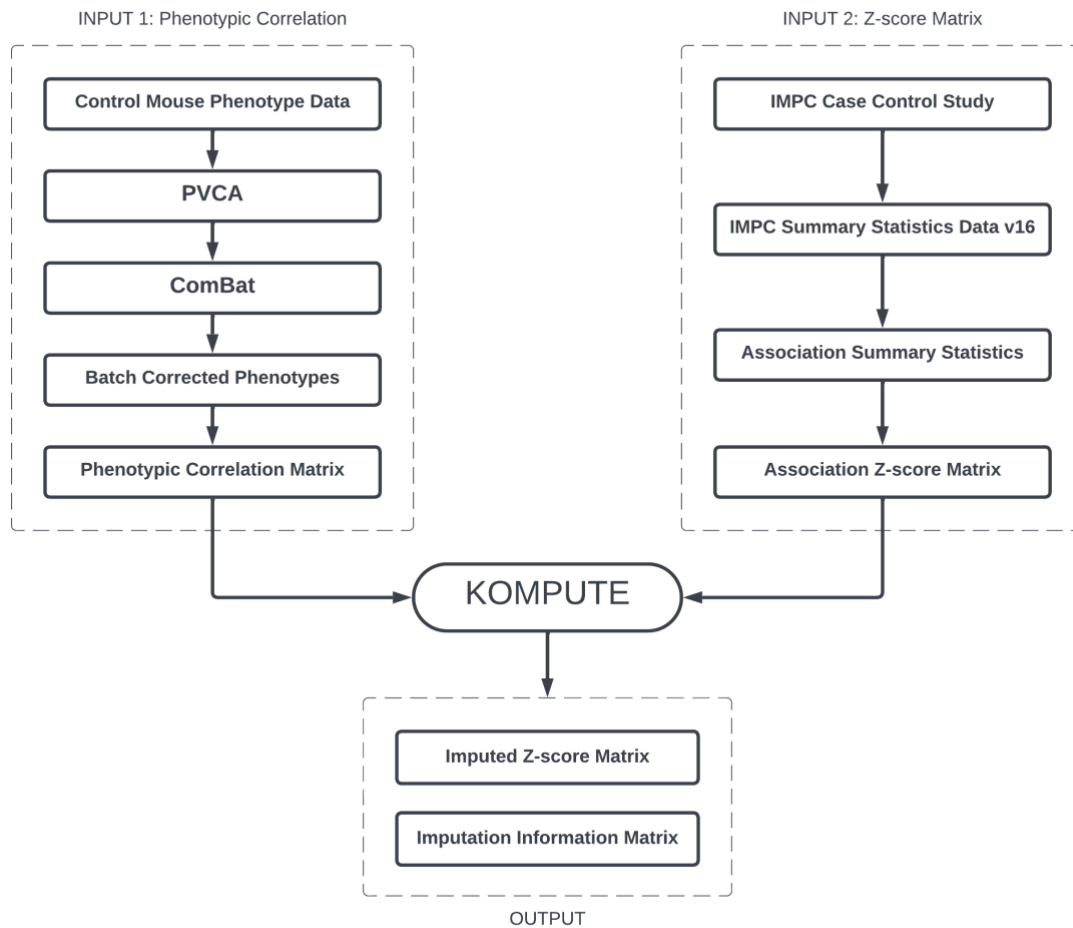 INPUT 1: Phenotypic Correlation
Control Mouse Phenotype Data
PVCA
ComBat
Batch Corrected Phenotypes
Phenotypic Correlation Matrix
INPUT 2: Z-score Matrix
IMPC Case Control Study
IMPC Summary Statistics Data v16
Association Summary Statistics
Association Z-score Matrix
KOMPUTE
Imputed Z-score Matrix
Imputation Information Matrix
OUTPUT